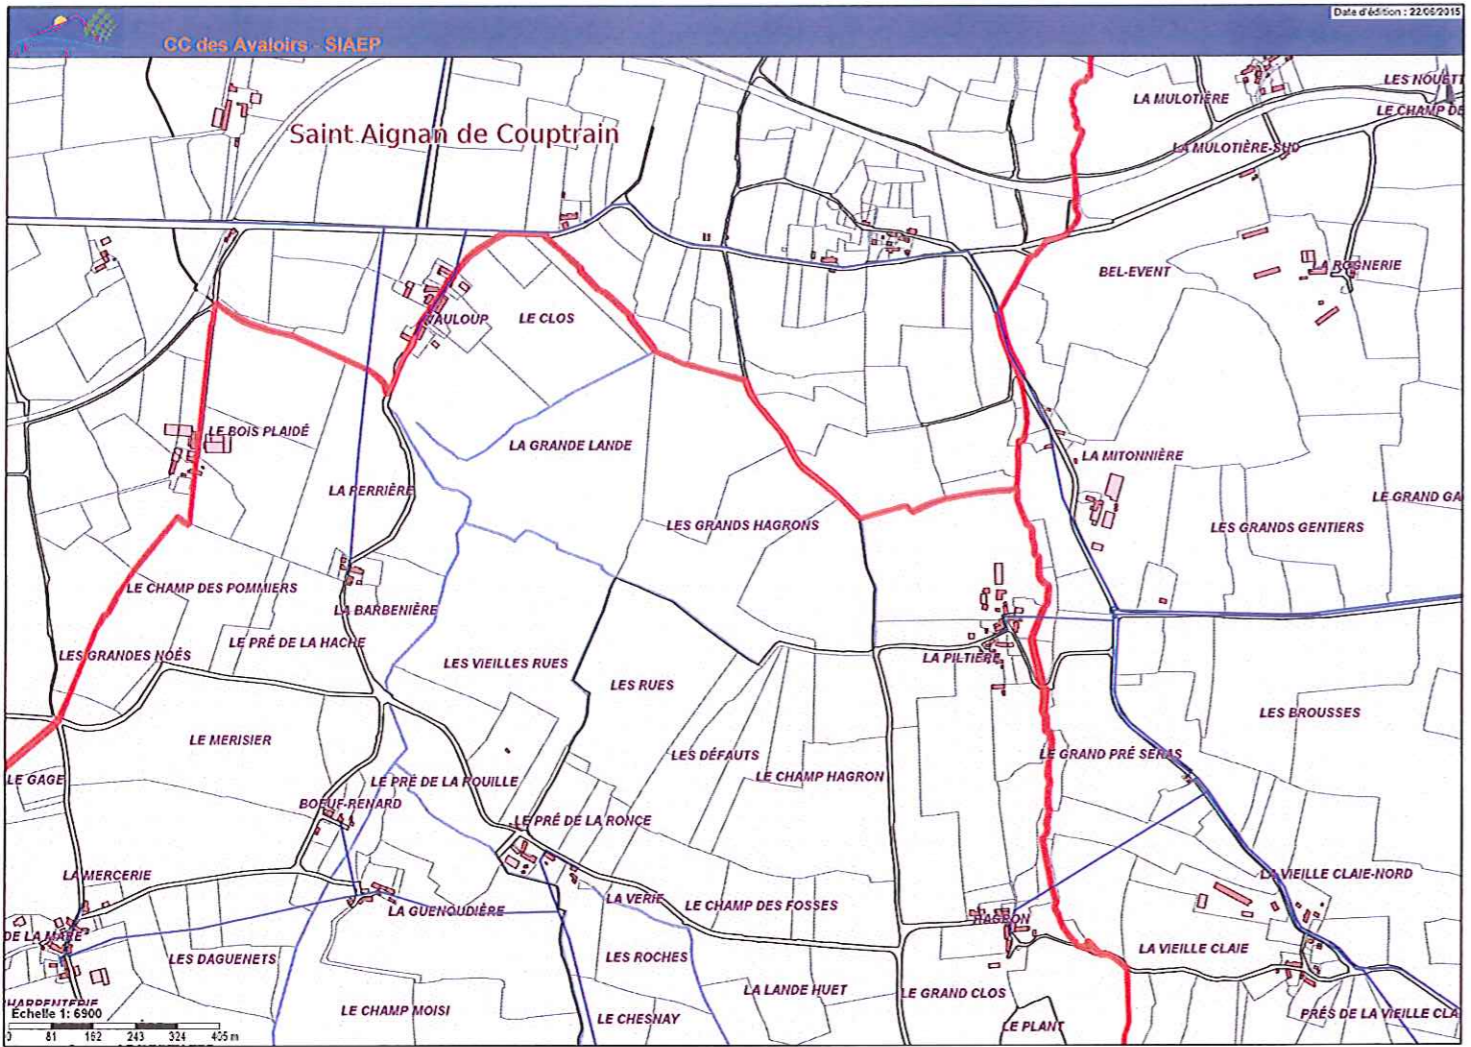 Date d'édition : 22/06/2015
CC des Avaloirs - SIAEP
LES NOUETT
LA MULOTIÈRE
LE CHAMP DE
Saint Aignan de Couptrain
LA MULOTIÈRE-SUD
BEL-EVENT
LA ROGNERIE
VAULOUP
LE CLOS
LE BOIS PLAIDÉ
LA GRANDE LANDE
LA MITONNIÈRE
LA PERRIÈRE
LE GRAND GA
LES GRANDS HAGRONS
LES GRANDS GENTIERS
LE CHAMP DES POMMIERS
LA BARBENIÈRE
LE PRÉ DE LA HACHE
LES GRANDES NOÉS
LES VIEILLES RUES
LA PILTIÈRE
LES RUES
LES BROUSSES
LE MERISIER
LES DÉFAUTS
LE GRAND PRÉ SERAS
LE GAGE
LE PRÉ DE LA ROUILLE
LE CHAMP HAGRON
BOEUF-RENARD
LE PRÉ DE LA RONCE
LA MERCERIE
LA VIEILLE CLAIE-NORD
LA GUENOUDIÈRE
LA VERIE
LE CHAMP DES FOSSES
HAGRON
DE LA MARE
LA VIEILLE CLAIE
LES DAGUENETS
LES ROCHES
LA LANDE HUET
LE GRAND CLOS
HARPENTERIE
LE CHAMP MOISI
LE CHESNAY
LE PLANT
PRÉS DE LA VIEILLE CLA
Échelle 1: 6900
0 81 162 243 324 405 m